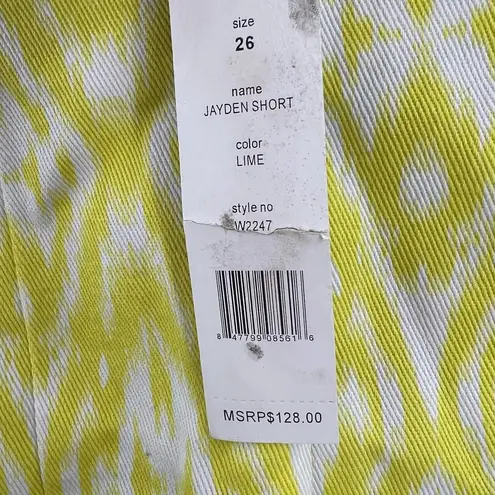 size
26
name
JAYDEN SHORT
color
LIME
style no
W2247
8 47799 08561 6
MSRP$128.00